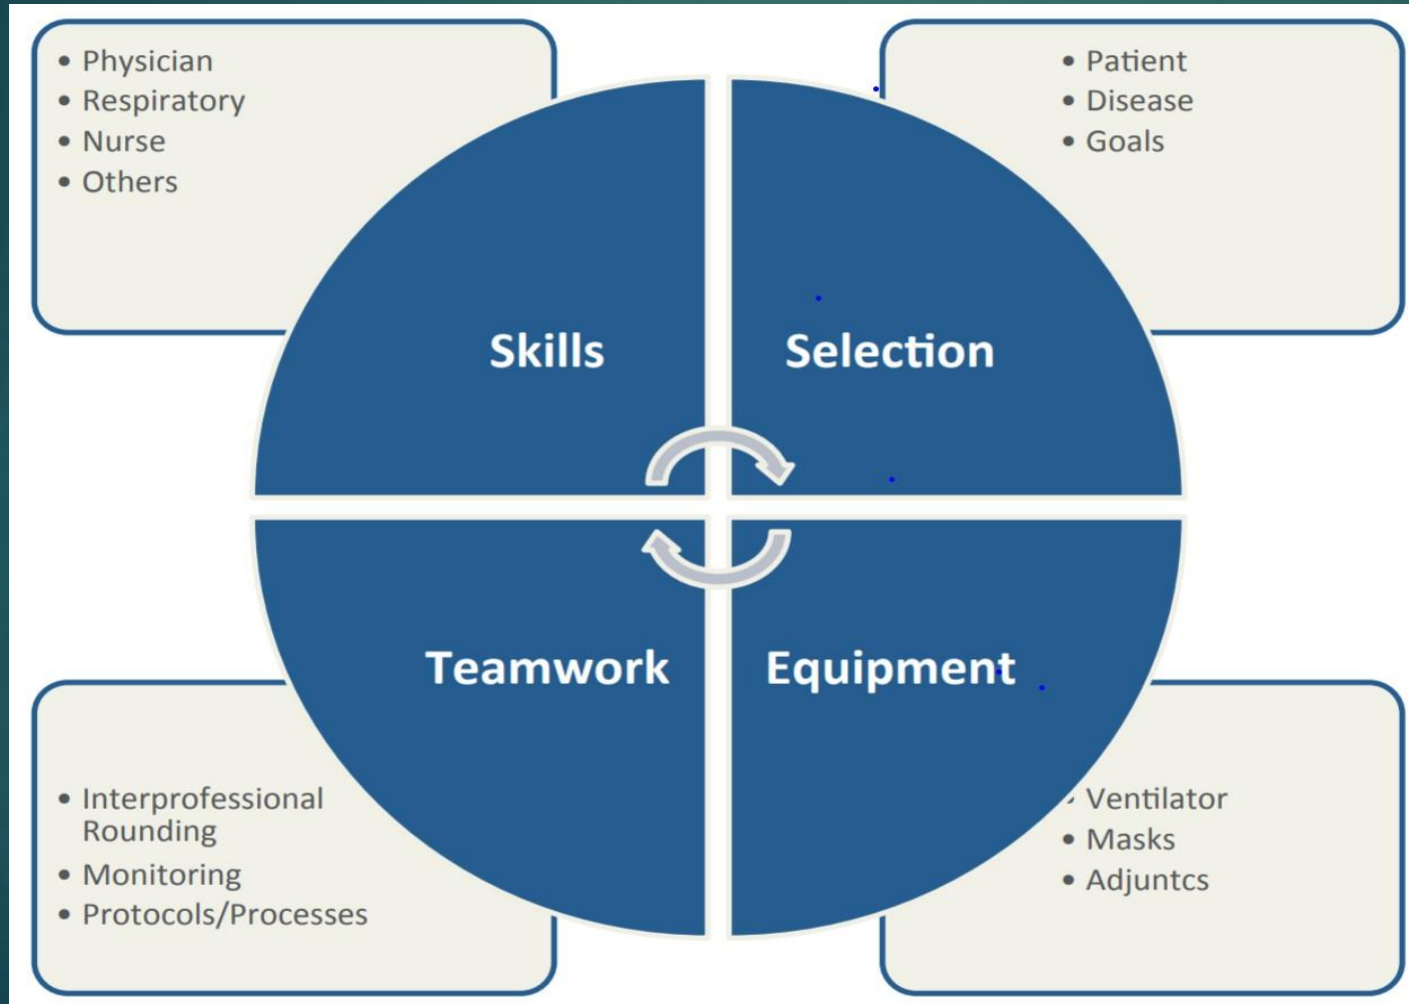 • Physician
• Respiratory
• Nurse
• Others
• Patient
• Disease
• Goals
Skills
Selection
Teamwork
Equipment
• Interprofessional
Rounding
• Monitoring
• Protocols/Processes
• Ventilator
• Masks
• Adjuntcs